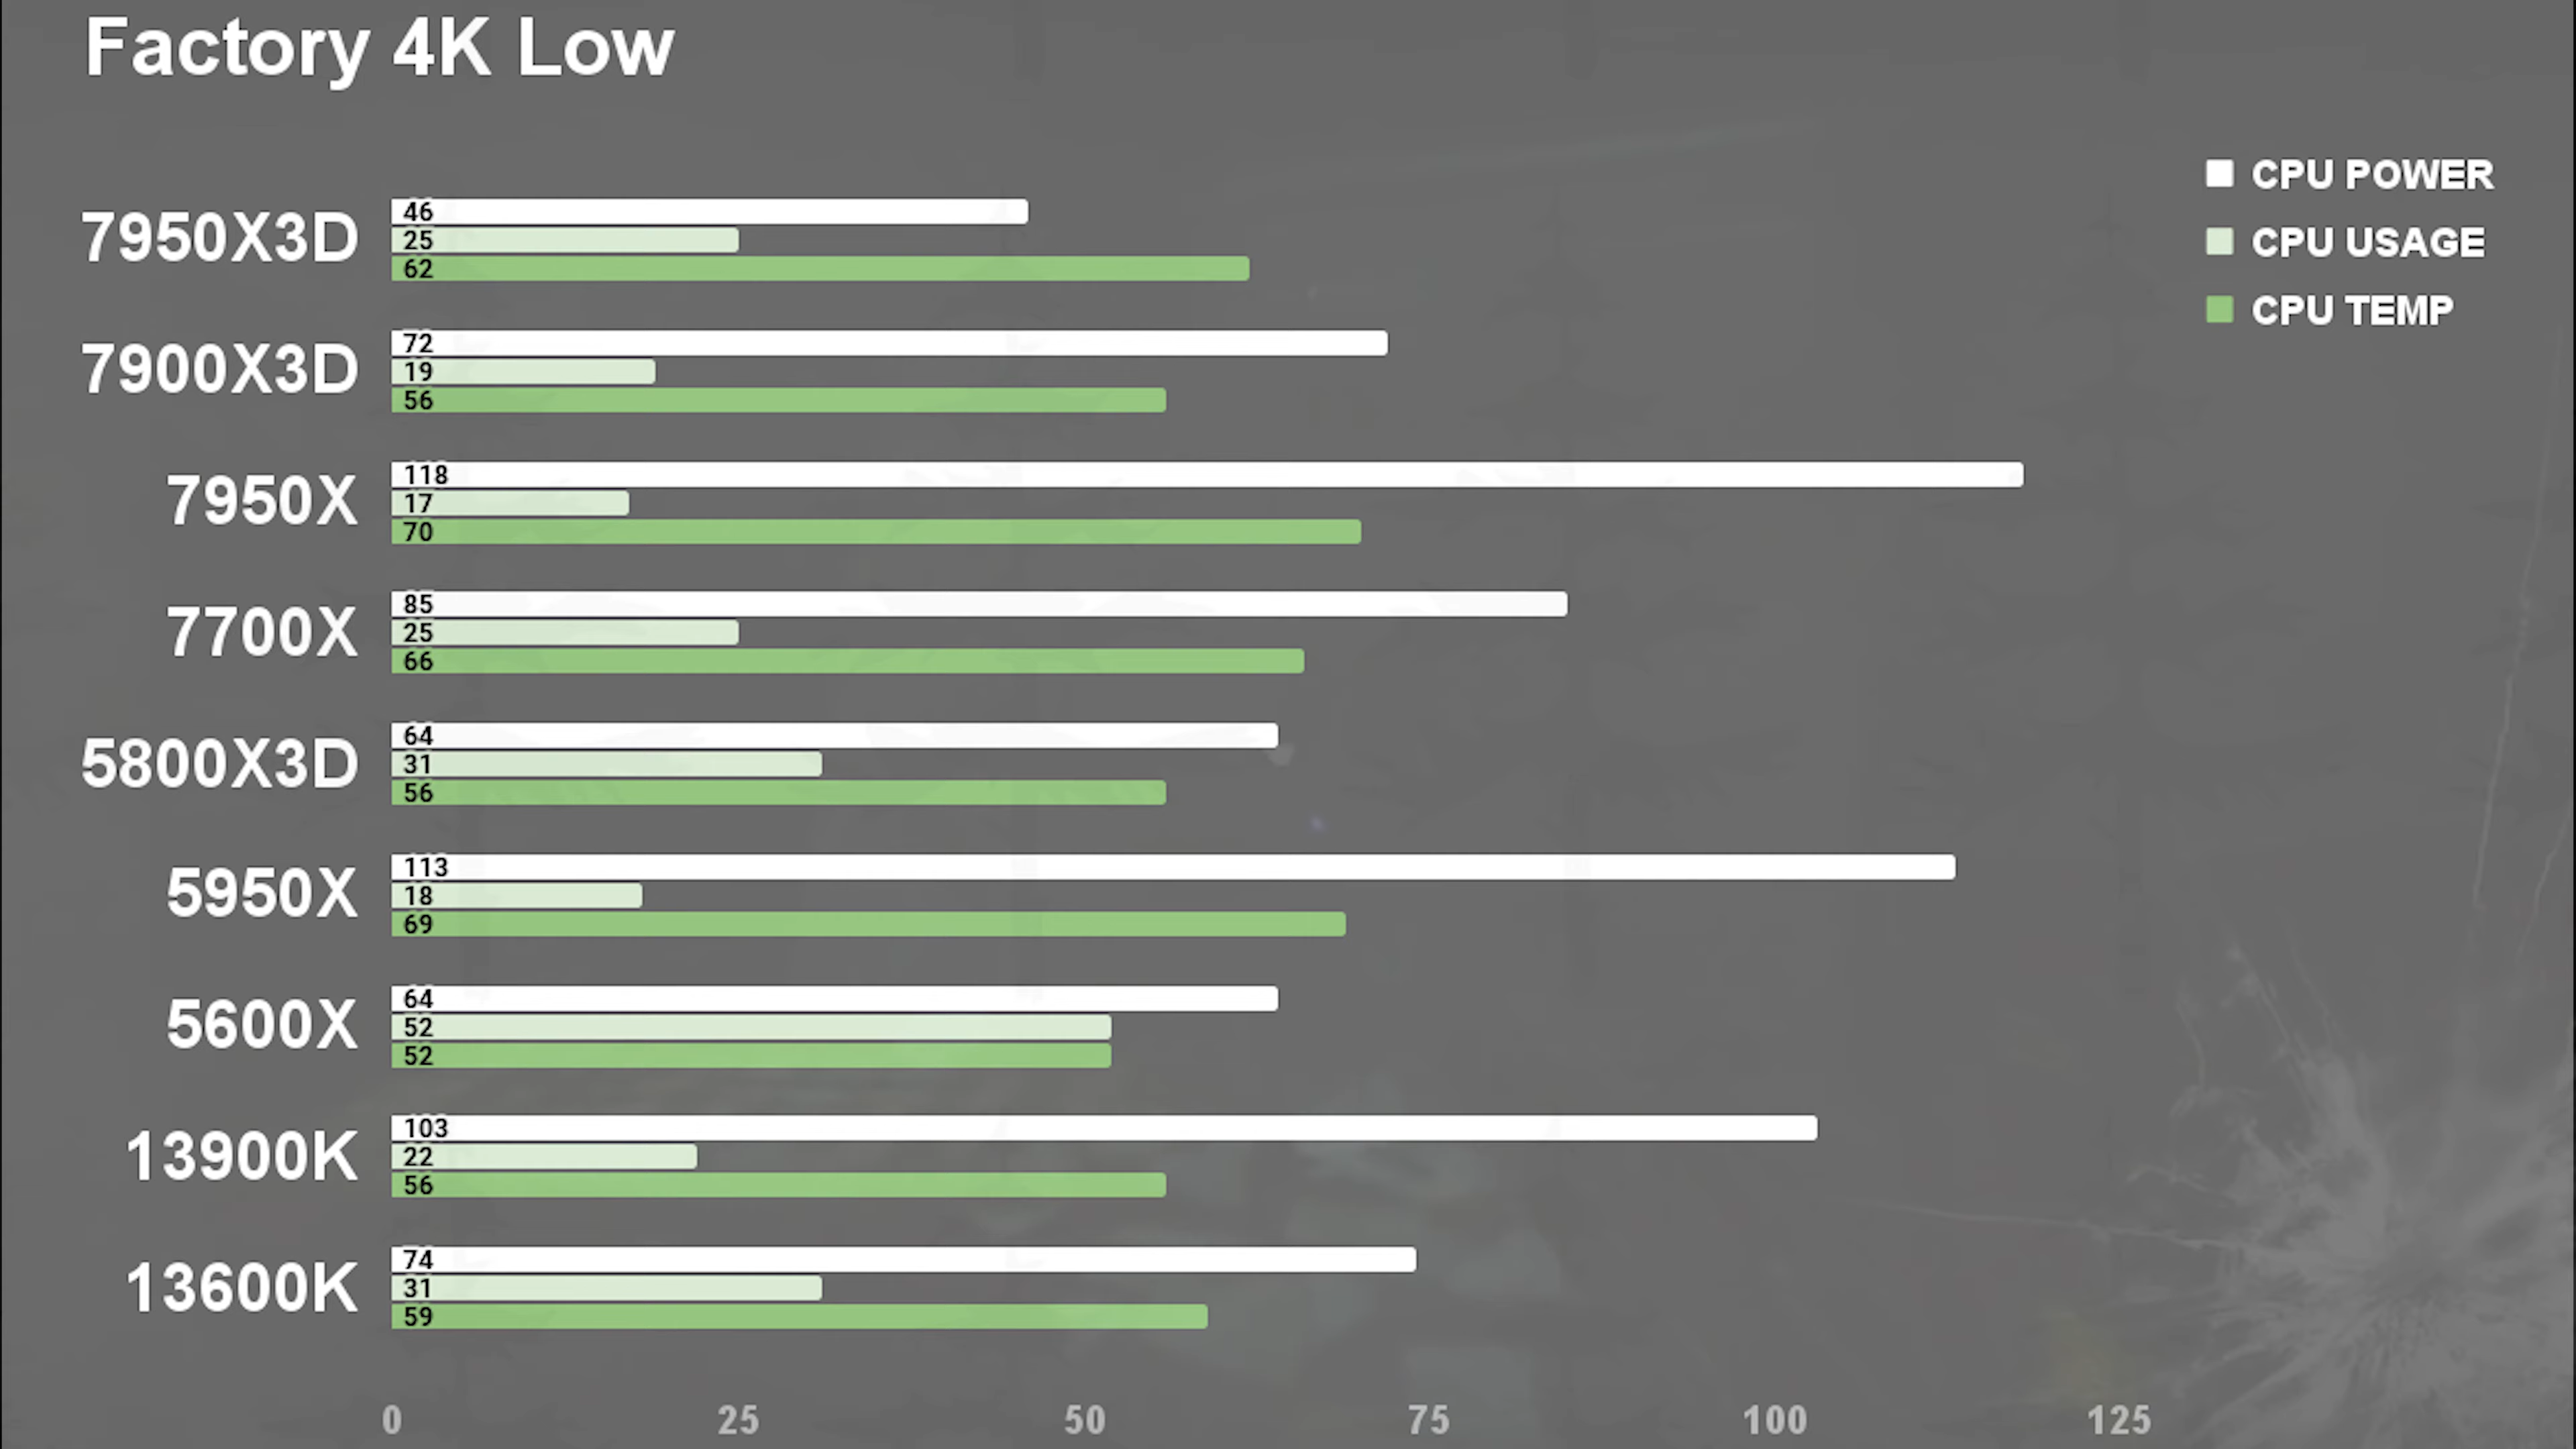 Factory 4K Low
CPU POWER
CPU USAGE
CPU TEMP
7950X3D
46
25
62
7900X3D
72
19
56
7950X
118
17
70
7700X
85
25
66
5800X3D
64
31
56
5950X
113
18
69
5600X
64
52
52
13900K
103
22
56
13600K
74
31
59
0 25 50 75 100 125